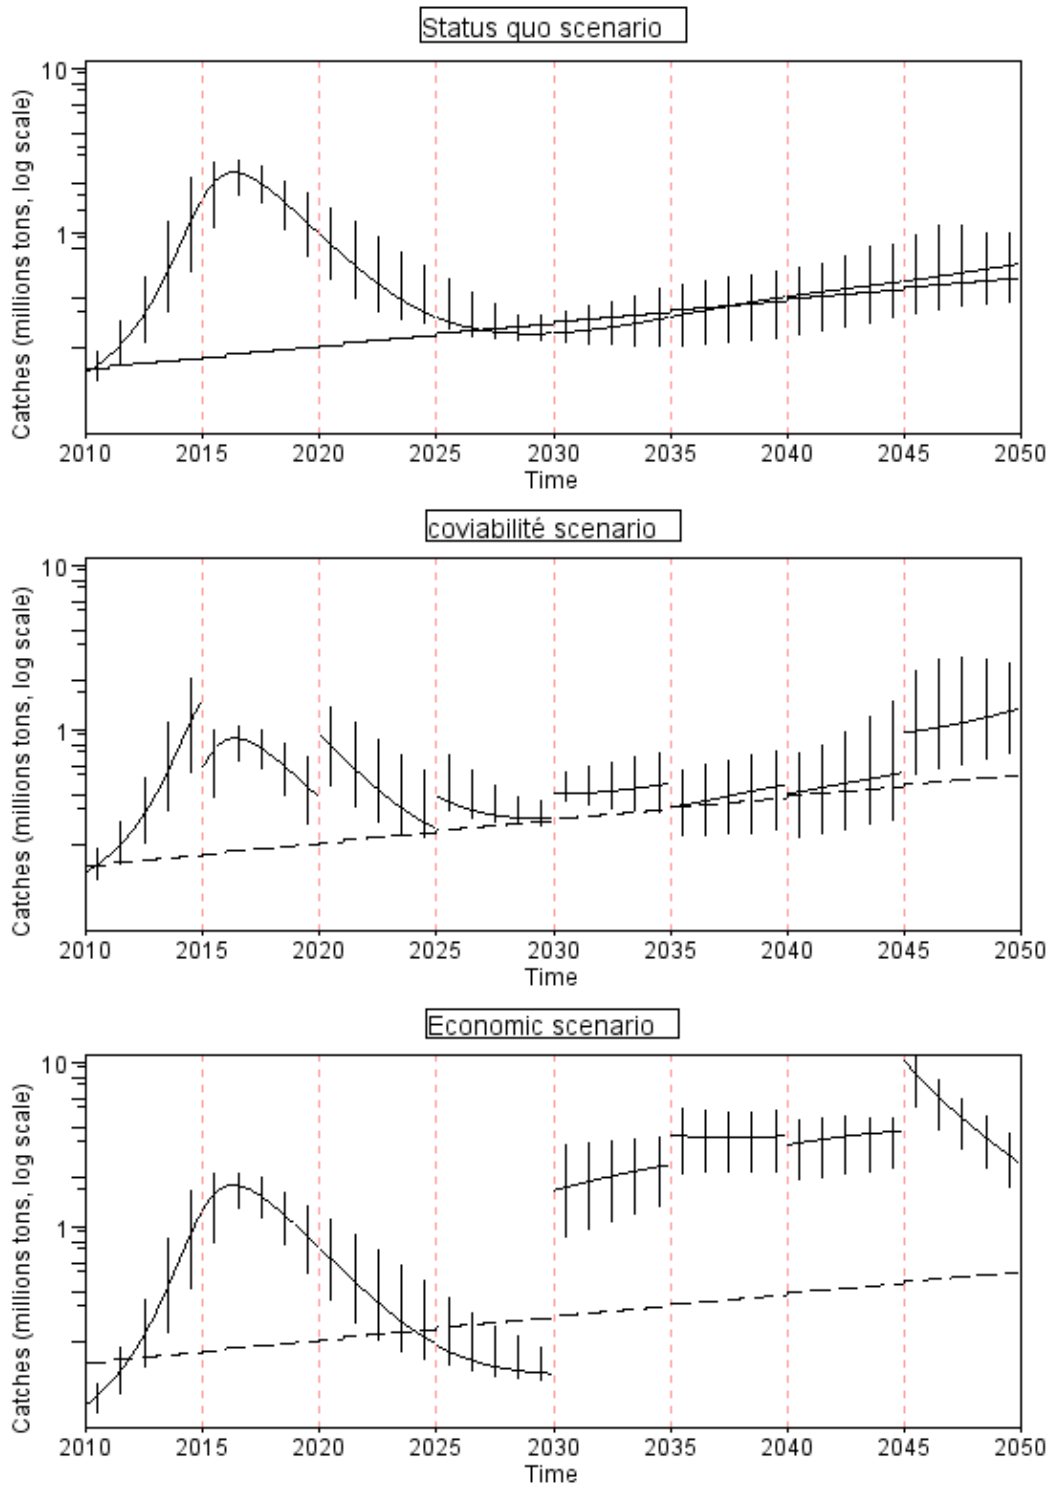 Status quo scenario
Catches (millions tons, log scale)
10
1
2010 2015 2020 2025 2030 2035 2040 2045 2050
Time
coviabilité scenario
Catches (millions tons, log scale)
10
1
2010 2015 2020 2025 2030 2035 2040 2045 2050
Time
Economic scenario
Catches (millions tons, log scale)
10
1
2010 2015 2020 2025 2030 2035 2040 2045 2050
Time